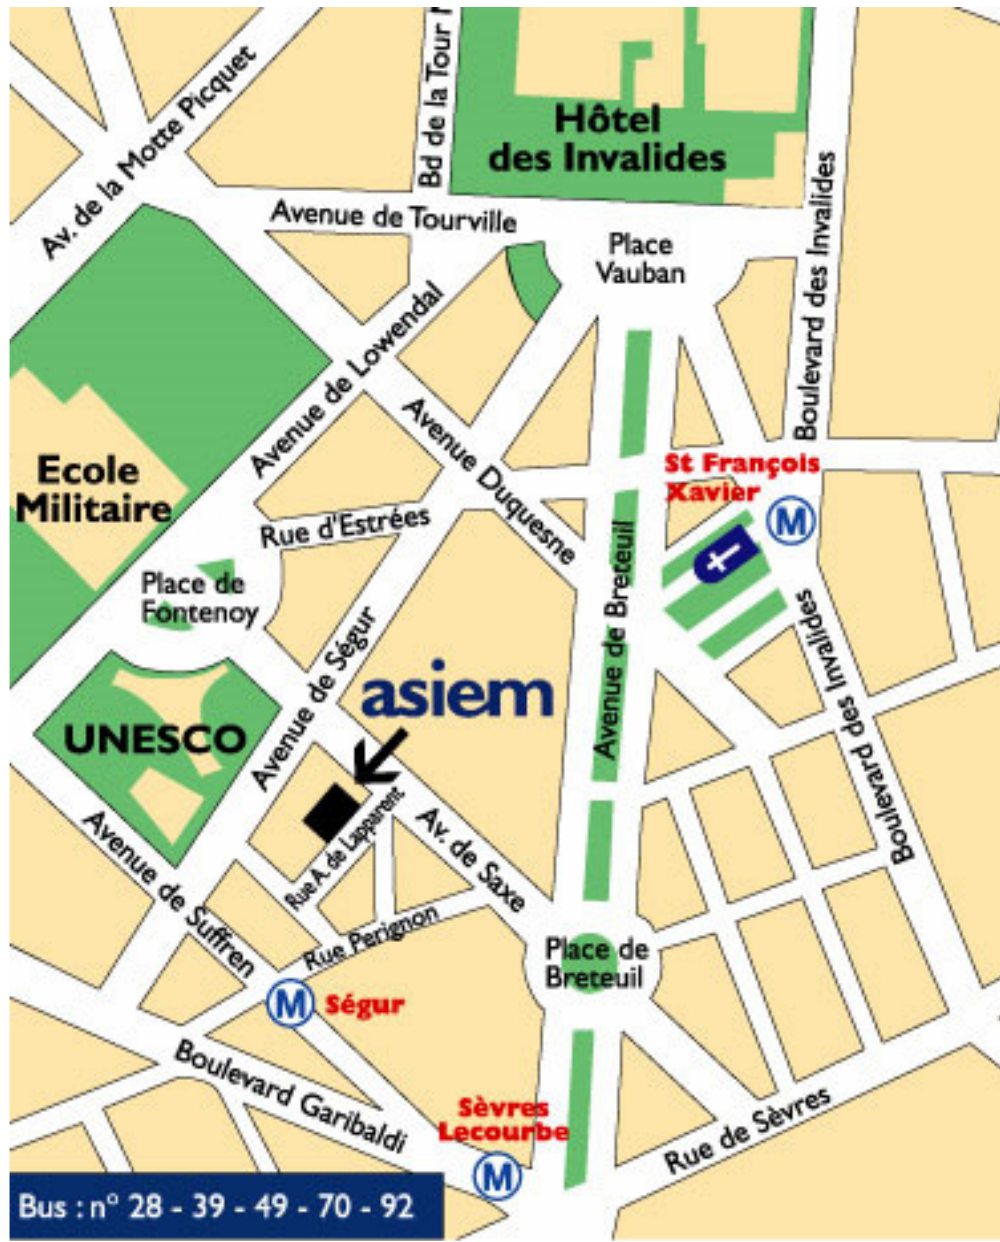 Av. de la Motte Picquet
Bd de la Tour
Hôtel
des Invalides
Avenue de Tourville
Place
Vauban
Boulevard des Invalides
Avenue de Lowendal
Avenue Duquesne
St François
Xavier
M
Ecole
Militaire
Rue d'Estrées
Place de
Fontenoy
Avenue de Ségur
Avenue de Breteuil
Boulevard des Invalides
asiem
UNESCO
Rue A. de Lapparent
Av. de Saxe
Avenue de Suffren
Rue Perignon
Place de
Breteuil
M
Ségur
Boulevard Garibaldi
Sèvres
Lecourbe
M
Rue de Sèvres
Bus : n° 28 - 39 - 49 - 70 - 92